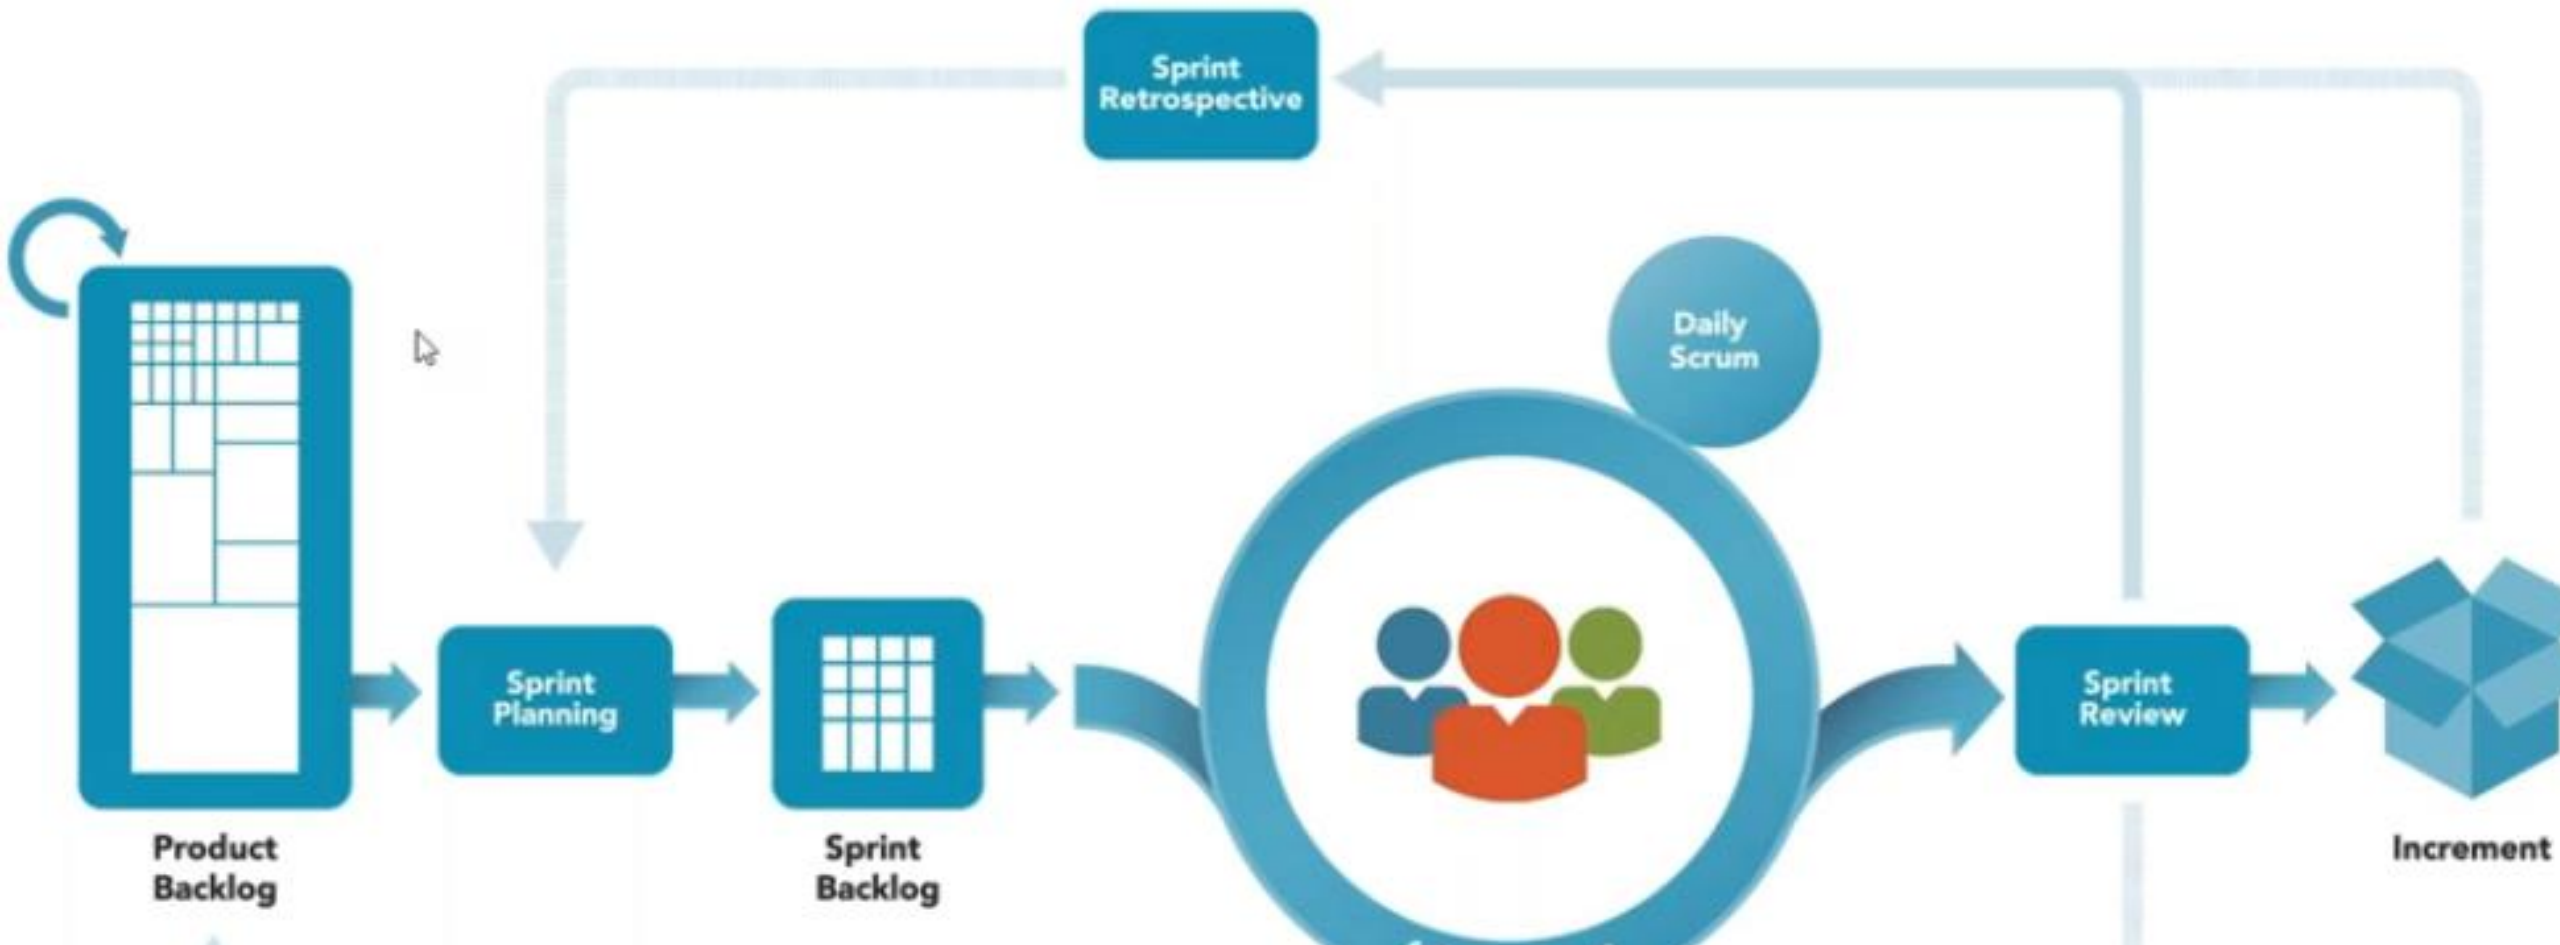 Sprint
Retrospective
Daily
Scrum
Sprint
Planning
Sprint
Review
Product
Backlog
Sprint
Backlog
Increment